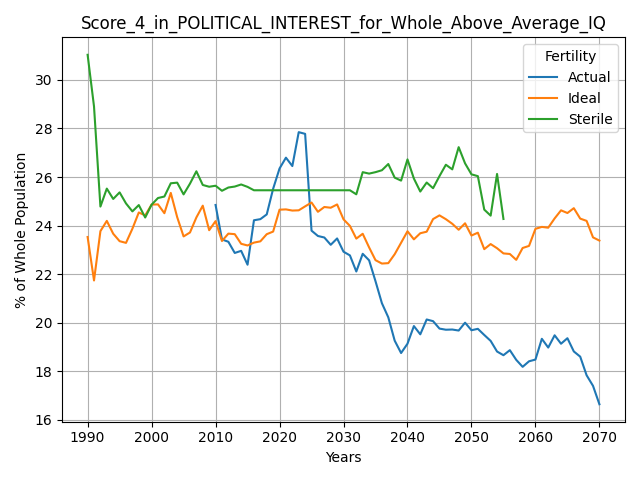 Score_4_in_POLITICAL_INTEREST_for_Whole_Above_Average_IQ
Fertility
Actual
Ideal
Sterile
% of Whole Population
30
28
26
24
22
20
18
16
1990 2000 2010 2020 2030 2040 2050 2060 2070
Years